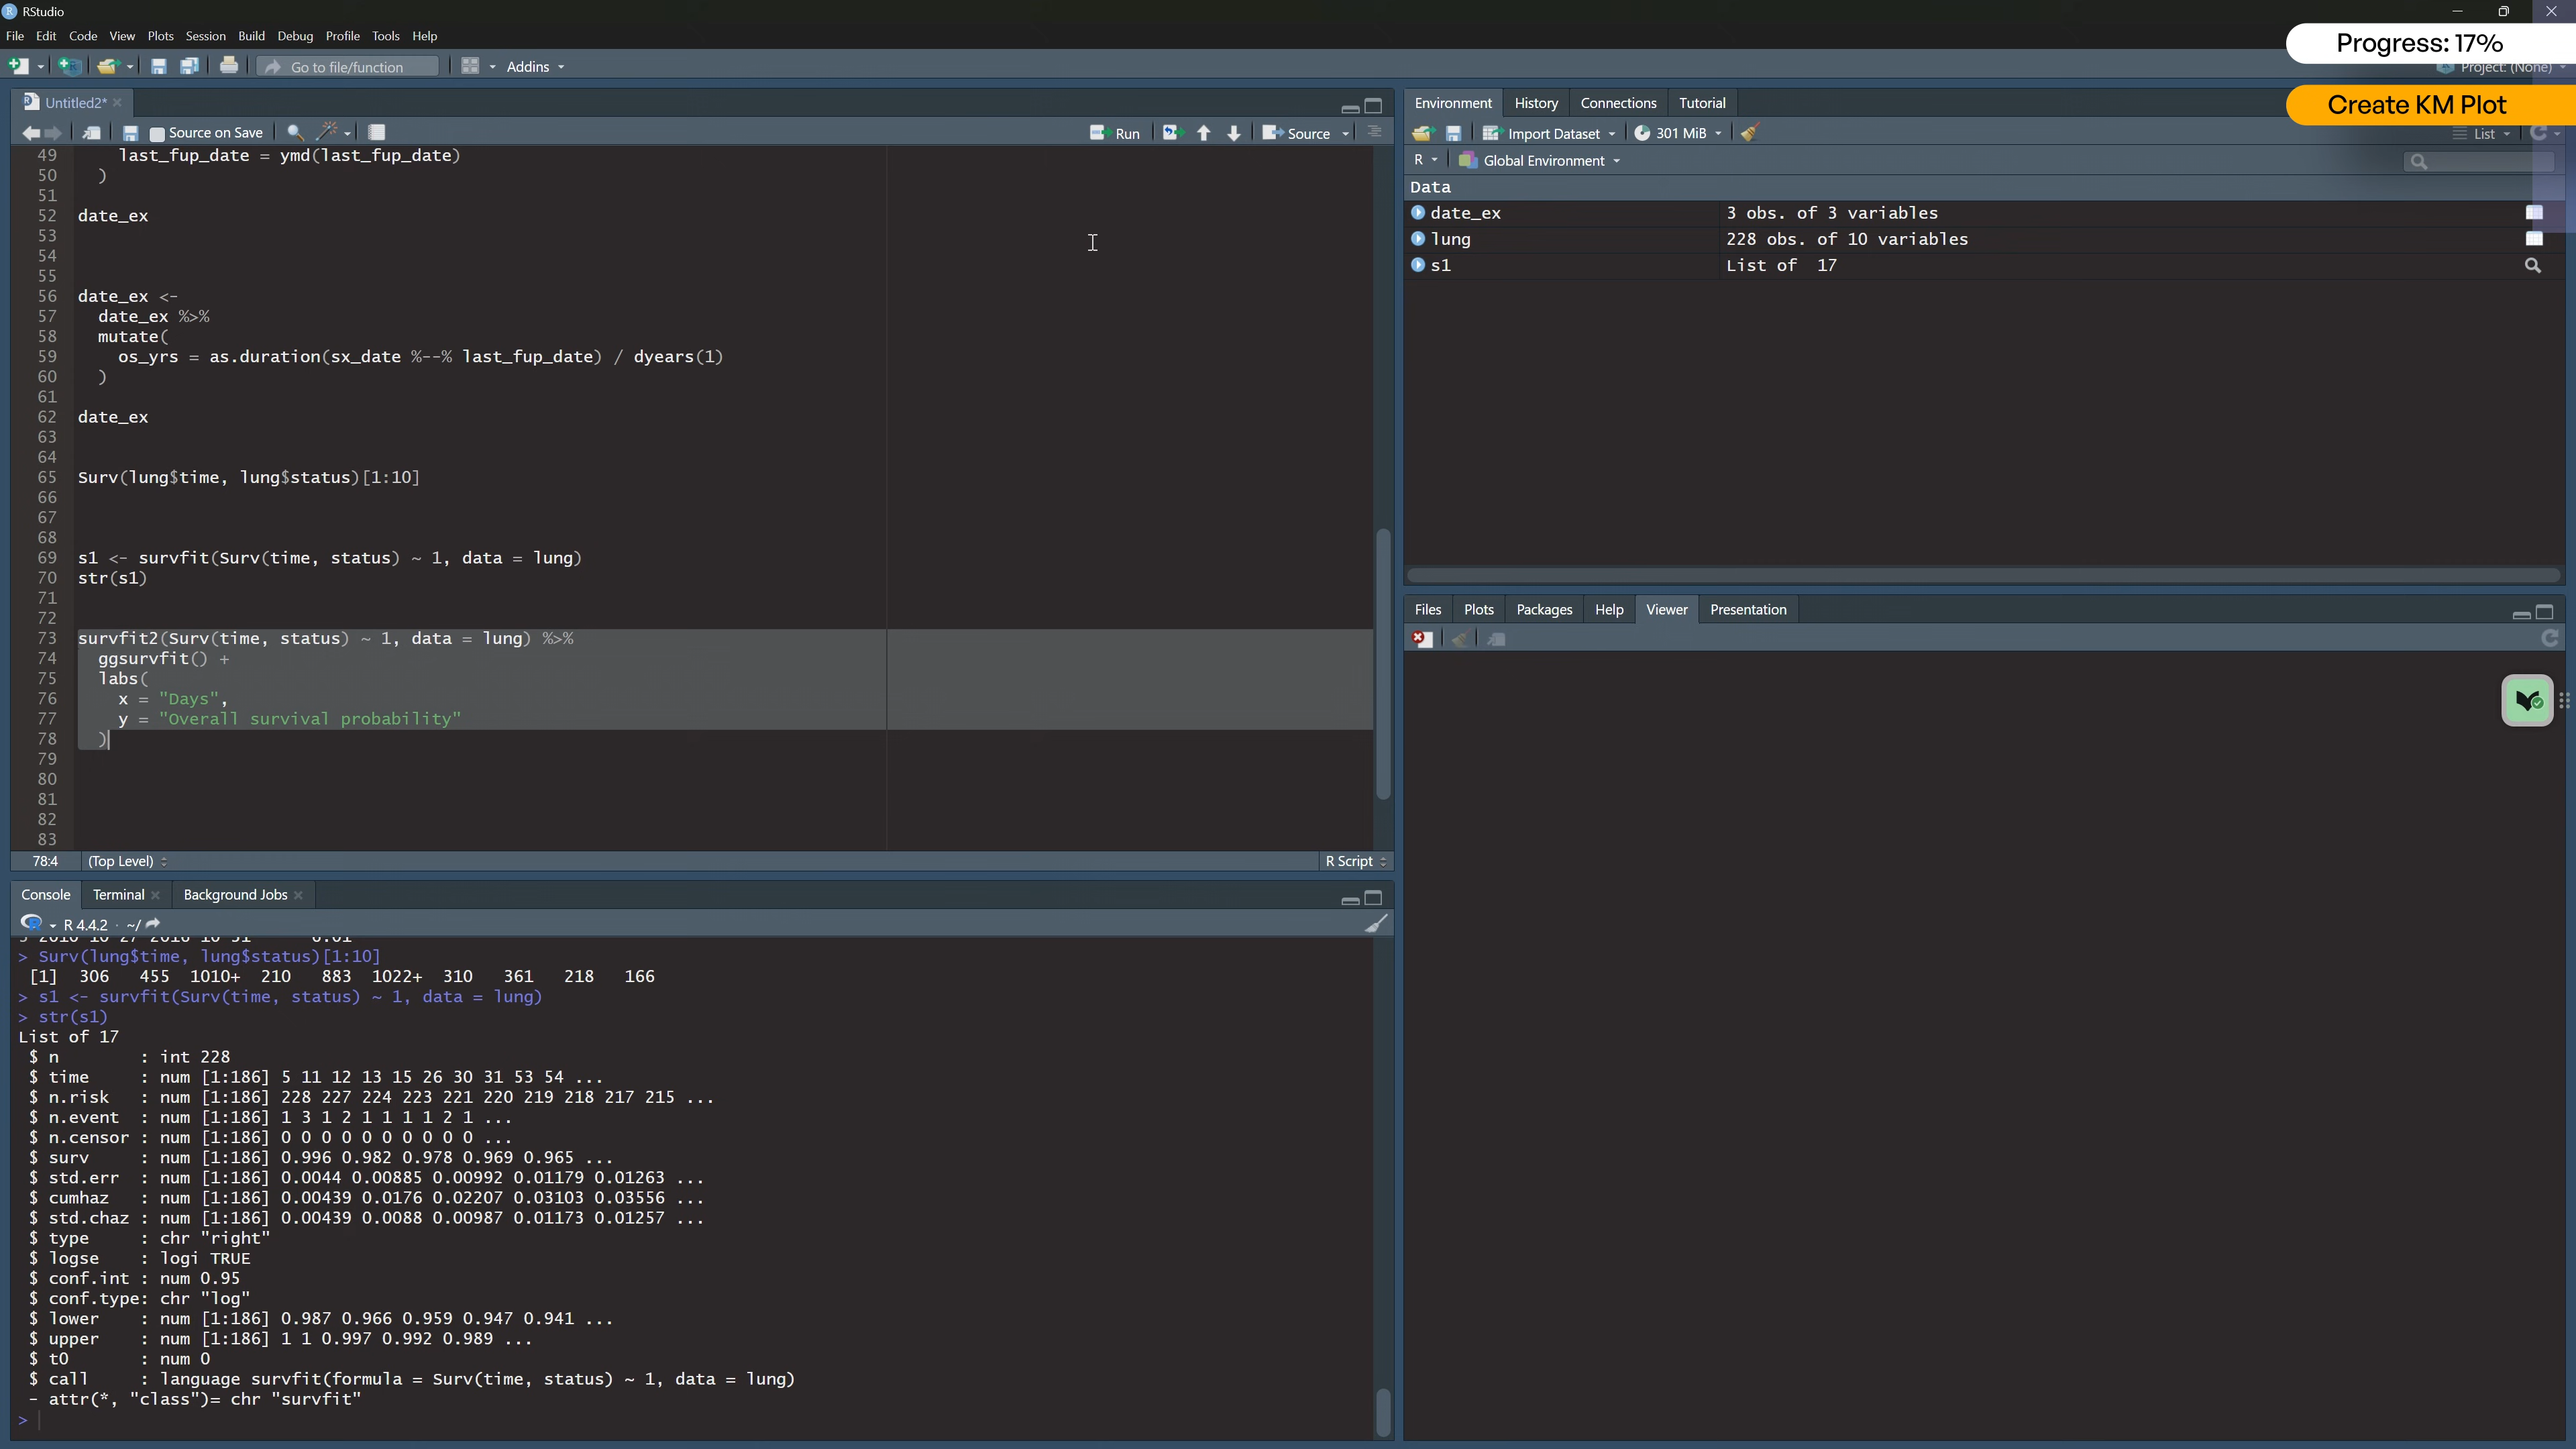 RStudio
File Edit Code View Plots Session Build Debug Profile Tools Help
Progress: 17%
Go to file/function Addins
Project: (None)
Create KM Plot
Untitled2*
Source on Save Run Source
49 last_fup_date = ymd(last_fup_date)
50 )
51
52 date_ex
53
54
55
56 date_ex <-
57 date_ex %>%
58 mutate(
59 os_yrs = as.duration(sx_date %--% last_fup_date) / dyears(1)
60 )
61
62 date_ex
63
64
65 Surv(lung$time, lung$status)[1:10]
66
67
68
69 s1 <- survfit(Surv(time, status) ~ 1, data = lung)
70 str(s1)
71
72
73 survfit2(Surv(time, status) ~ 1, data = lung) %>%
74 ggsurvfit() +
75 labs(
76 x = "Days",
77 y = "Overall survival probability"
78 )
79
80
81
82
83
78:4 (Top Level) R Script
Console Terminal Background Jobs
R 4.4.2 · ~/
> Surv(lung$time, lung$status)[1:10]
[1] 306 455 1010+ 210 883 1022+ 310 361 218 166
> s1 <- survfit(Surv(time, status) ~ 1, data = lung)
> str(s1)
List of 17
$ n : int 228
$ time : num [1:186] 5 11 12 13 15 26 30 31 53 54 ...
$ n.risk : num [1:186] 228 227 224 223 221 220 219 218 217 215 ...
$ n.event : num [1:186] 1 3 1 2 1 1 1 1 2 1 ...
$ n.censor : num [1:186] 0 0 0 0 0 0 0 0 0 0 ...
$ surv : num [1:186] 0.996 0.982 0.978 0.969 0.965 ...
$ std.err : num [1:186] 0.0044 0.00885 0.00992 0.01179 0.01263 ...
$ cumhaz : num [1:186] 0.00439 0.0176 0.02207 0.03103 0.03556 ...
$ std.chaz : num [1:186] 0.00439 0.0088 0.00987 0.01173 0.01257 ...
$ type : chr "right"
$ logse : logi TRUE
$ conf.int : num 0.95
$ conf.type: chr "log"
$ lower : num [1:186] 0.987 0.966 0.959 0.947 0.941 ...
$ upper : num [1:186] 1 1 0.997 0.992 0.989 ...
$ t0 : num 0
$ call : language survfit(formula = Surv(time, status) ~ 1, data = lung)
- attr(*, "class")= chr "survfit"
>
Environment History Connections Tutorial
Import Dataset 301 MiB List
R Global Environment
Data
date_ex 3 obs. of 3 variables
lung 228 obs. of 10 variables
s1 List of 17
Files Plots Packages Help Viewer Presentation